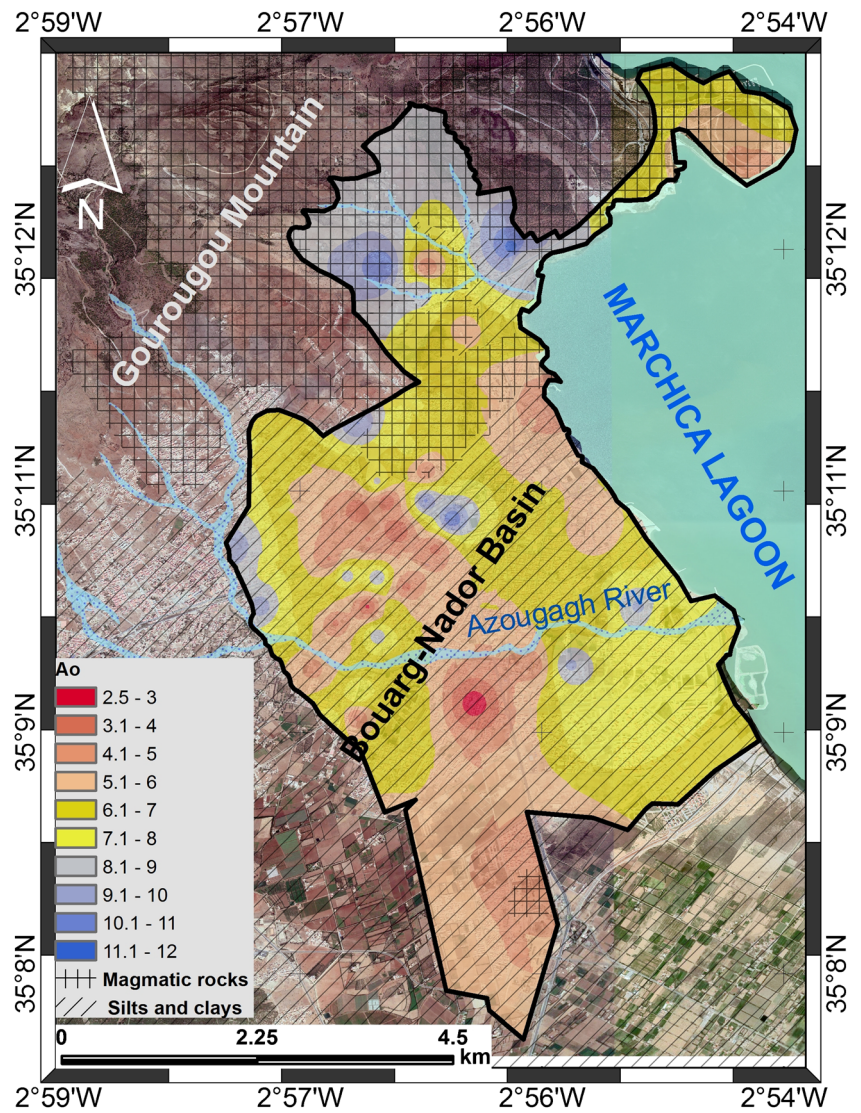 2°59'W 2°57'W 2°56'W 2°54'W
35°12'N
35°12'N
N
Gourougou Mountain
MARCHICA LAGOON
35°11'N
35°11'N
Bouarg-Nador Basin
Azougagh River
35°9'N
35°9'N
Ao
2.5 - 3
3.1 - 4
4.1 - 5
5.1 - 6
6.1 - 7
7.1 - 8
8.1 - 9
9.1 - 10
10.1 - 11
11.1 - 12
Magmatic rocks
Silts and clays
35°8'N
35°8'N
0 2.25 4.5
km
2°59'W 2°57'W 2°56'W 2°54'W